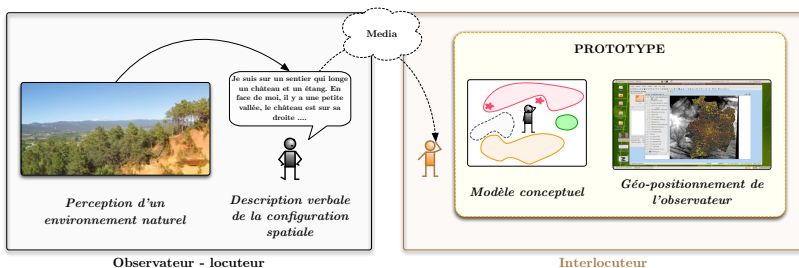 Media
Je suis sur un sentier qui longe
un château et un étang. En
face de moi, il y a une petite
vallée, le château est sur sa
droite ....
PROTOTYPE
Perception d'un
environnement naturel
Description verbale
de la configuration
spatiale
Modèle conceptuel
Géo-positionnement de
l'observateur
Observateur - locuteur
Interlocuteur